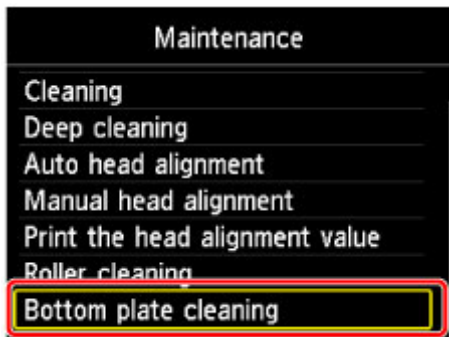 Maintenance
Cleaning
Deep cleaning
Auto head alignment
Manual head alignment
Print the head alignment value
Roller cleaning
Bottom plate cleaning